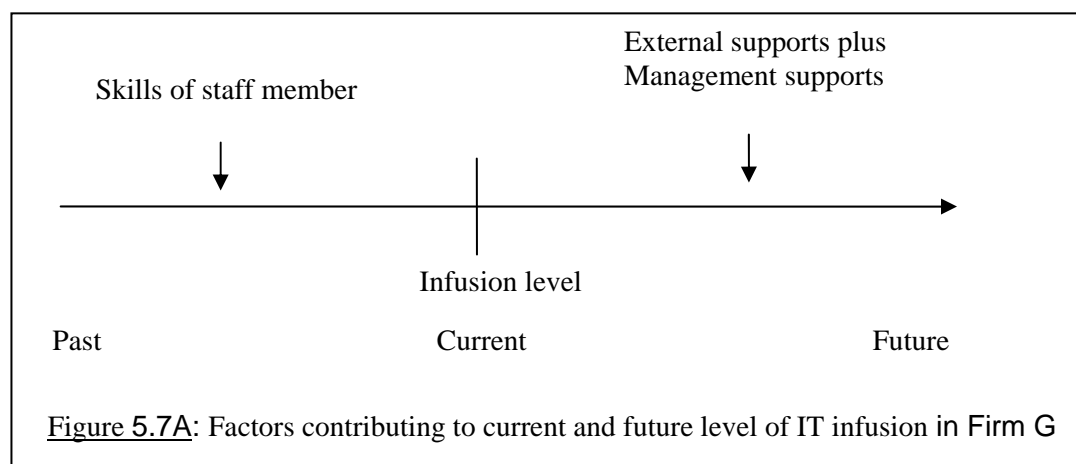 External supports plus
Management supports
Skills of staff member
Infusion level
Past Current Future
Figure 5.7A: Factors contributing to current and future level of IT infusion in Firm G